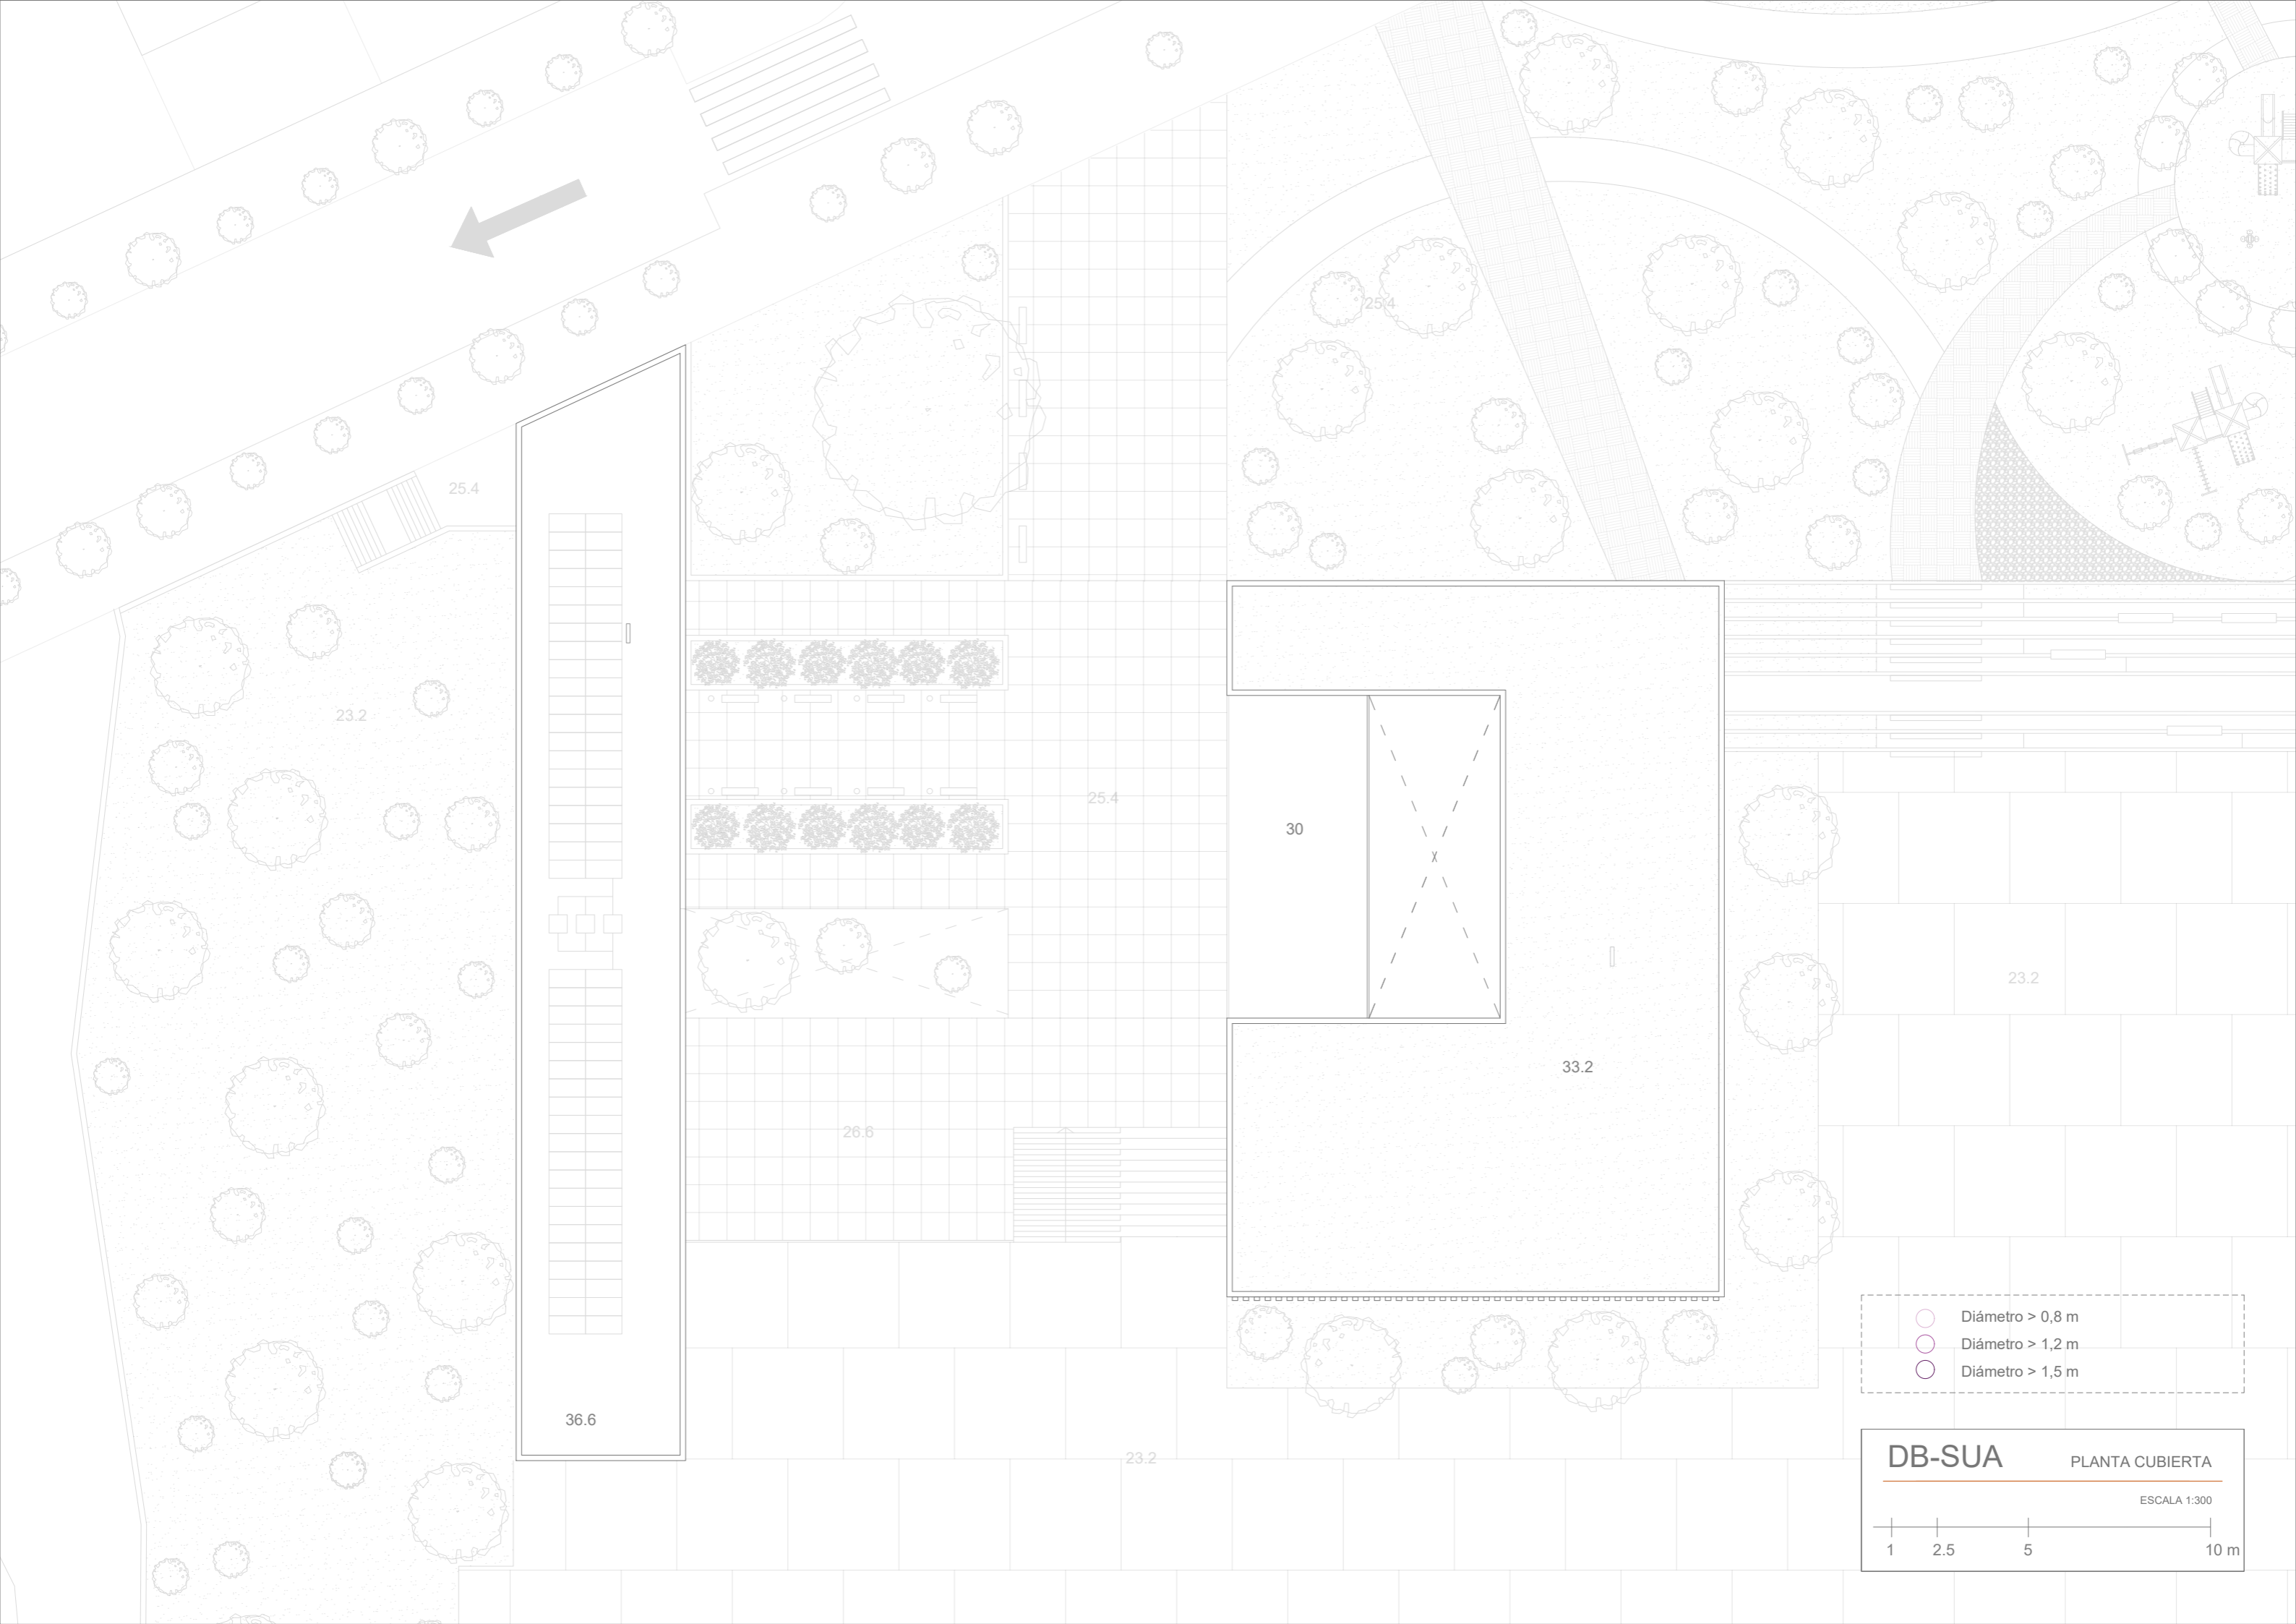 25.4
25.4
23.2
25.4
30
23.2
33.2
26.6
36.6
23.2
Diámetro > 0,8 m
Diámetro > 1,2 m
Diámetro > 1,5 m
DB-SUA
PLANTA CUBIERTA
ESCALA 1:300
1 2.5 5 10 m